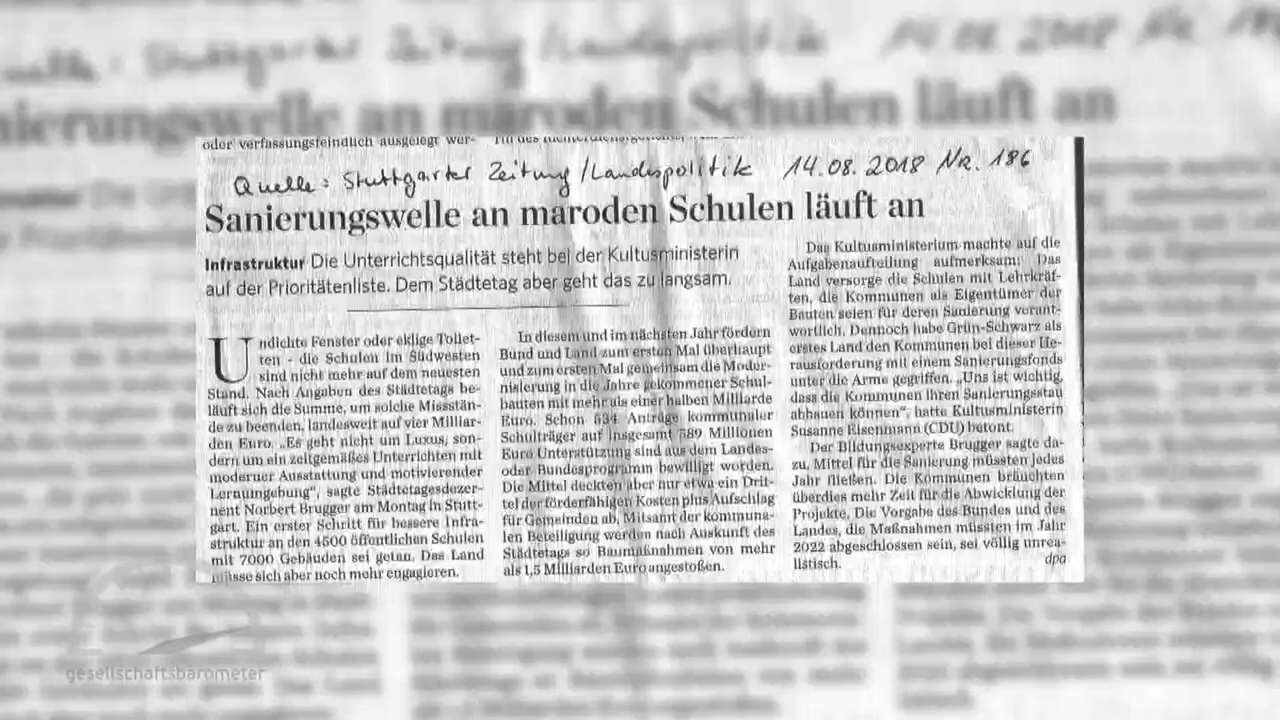 oder verfassungsfeindlich ausgelegt wer-
Quelle: Stuttgarter Zeitung/Landespolitik 14.08.2018 Nr. 186
Sanierungswelle an maroden Schulen läuft an
Infrastruktur Die Unterrichtsqualität steht bei der Kultusministerin
auf der Prioritätenliste. Dem Städtetag aber geht das zu langsam.
Undichte Fenster oder eklige Toilet-
ten – die Schulen im Südwesten
sind nicht mehr auf dem neuesten
Stand. Nach Angaben des Städtetags be-
läuft sich die Summe, um solche Missstän-
de zu beenden, landesweit auf vier Milliar-
den Euro. „Es geht nicht um Luxus, son-
dern um ein zeitgemäßes Unterrichten mit
moderner Ausstattung und motivierender
Lernumgebung“, sagte Städtetagesdezer-
nent Norbert Brugger am Montag in Stutt-
gart. Ein erster Schritt für bessere Infra-
struktur an den 4500 öffentlichen Schulen
mit 7000 Gebäuden sei getan. Das Land
müsse sich aber noch mehr engagieren.
In diesem und im nächsten Jahr fördern
Bund und Land zum ersten Mal überhaupt
und zum ersten Mal gemeinsam die Moder-
nisierung in die Jahre gekommener Schul-
bauten mit mehr als einer halben Milliarde
Euro. Schon 534 Anträge kommunaler
Schulträger auf insgesamt 589 Millionen
Euro Unterstützung sind aus dem Landes-
oder Bundesprogramm bewilligt worden.
Die Mittel deckten aber nur etwa ein Drit-
tel der förderfähigen Kosten plus Aufschlag
für Gemeinden ab. Mitsamt der kommuna-
len Beteiligung werden nach Auskunft des
Städtetags so Baumaßnahmen von mehr
als 1,5 Milliarden Euro angestoßen.
Das Kultusministerium machte auf die
Aufgabenaufteilung aufmerksam: Das
Land versorge die Schulen mit Lehrkräf-
ten, die Kommunen als Eigentümer der
Bauten seien für deren Sanierung verant-
wortlich. Dennoch habe Grün-Schwarz als
erstes Land den Kommunen bei dieser He-
rausforderung mit einem Sanierungsfonds
unter die Arme gegriffen. „Uns ist wichtig,
dass die Kommunen ihren Sanierungsstau
abbauen können“, hatte Kultusministerin
Susanne Eisenmann (CDU) betont.
Der Bildungsexperte Brugger sagte da-
zu, Mittel für die Sanierung müssten jedes
Jahr fließen. Die Kommunen bräuchten
überdies mehr Zeit für die Abwicklung der
Projekte. Die Vorgabe des Bundes und des
Landes, die Maßnahmen müssten im Jahr
2022 abgeschlossen sein, sei völlig unrea-
listisch. dpa
gesellschaftsbarometer